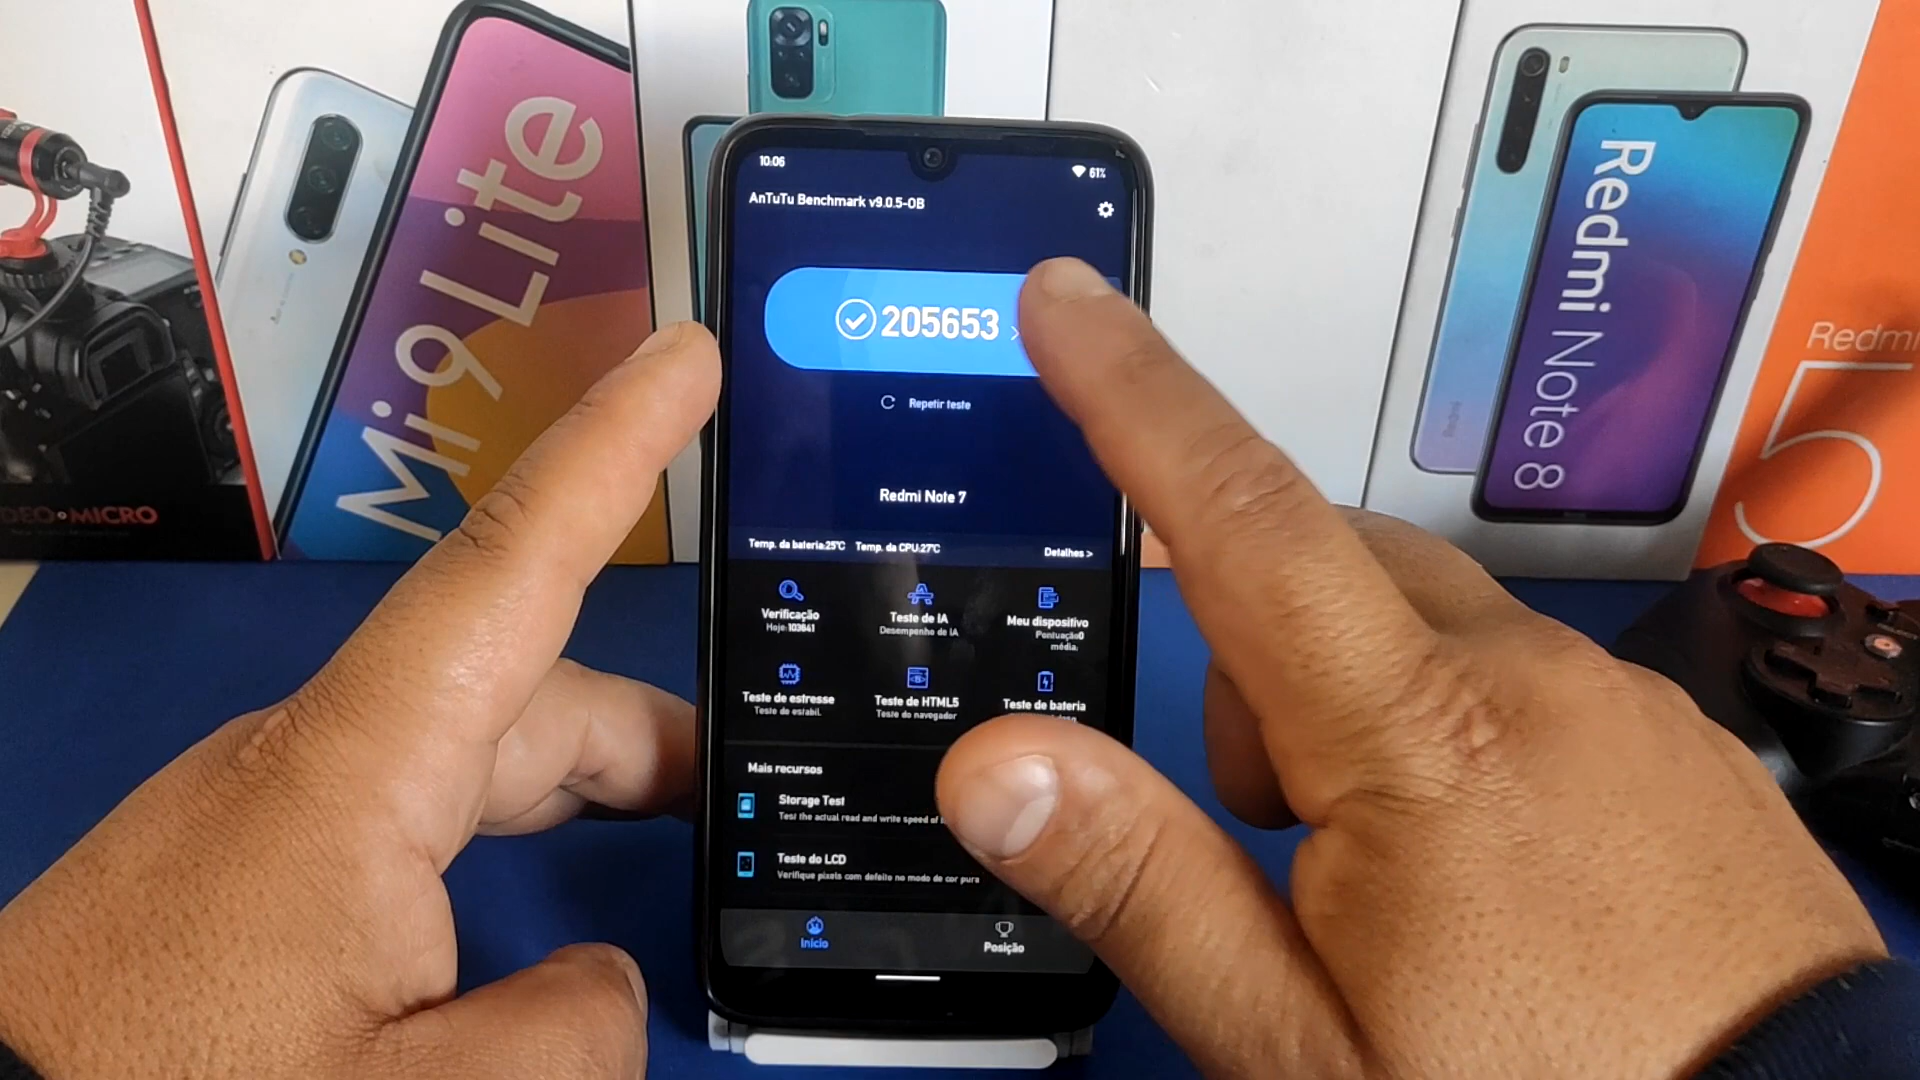 10:06
61%
AnTuTu Benchmark v9.0.5-OB
205653
Repetir teste
Redmi Note 7
Temp. da bateria:25℃ Temp. da CPU:27℃
Detalhes >
Verificação
Hoje:103641
Teste de IA
Desempenho de IA
Meu dispositivo
Pontuação0
média.
Teste de estresse
Teste de estabil.
Teste de HTML5
Teste do navegador
Teste de bateria
Mais recursos
Storage Test
Test the actual read and write speed of
Teste do LCD
Verifique pixels com defeito no modo de cor pura
Início
Posição
Mi 9 Lite
Redmi Note 8
Redmi
5
DEO MICRO